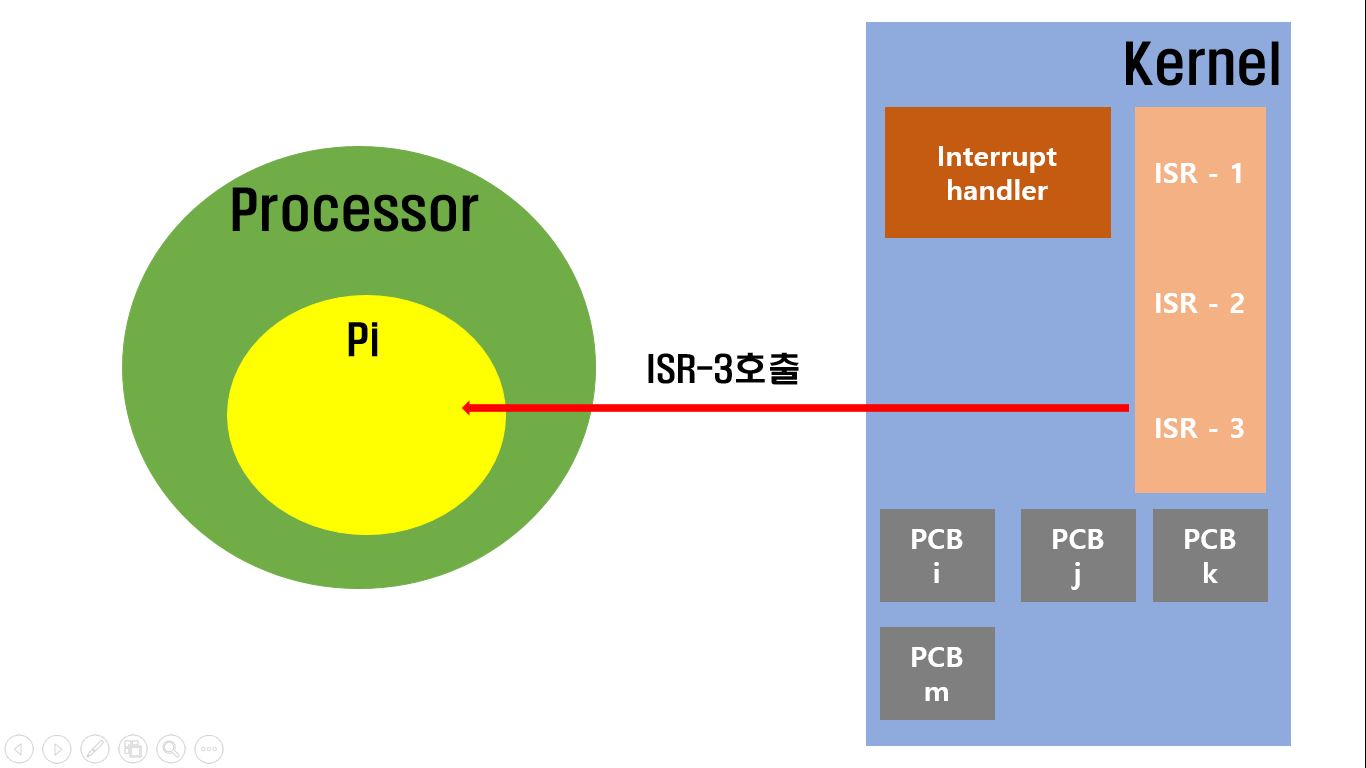 Kernel
Interrupt
handler
ISR - 1
Processor
ISR - 2
Pi
ISR-3호출
ISR - 3
PCB
i
PCB
j
PCB
k
PCB
m